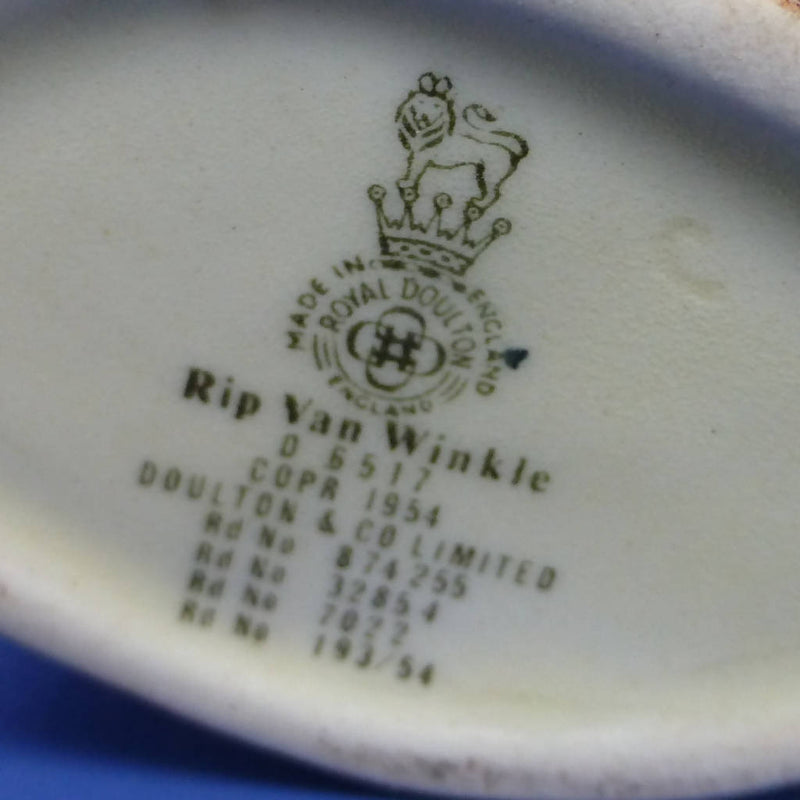 MADE IN ENGLAND
ROYAL DOULTON
ENGLAND
Rip Van Winkle
D 6517
COPR 1954
DOULTON & CO LIMITED
Rd No 874255
Rd No 32854
Rd No 7022
Rd No 193/54